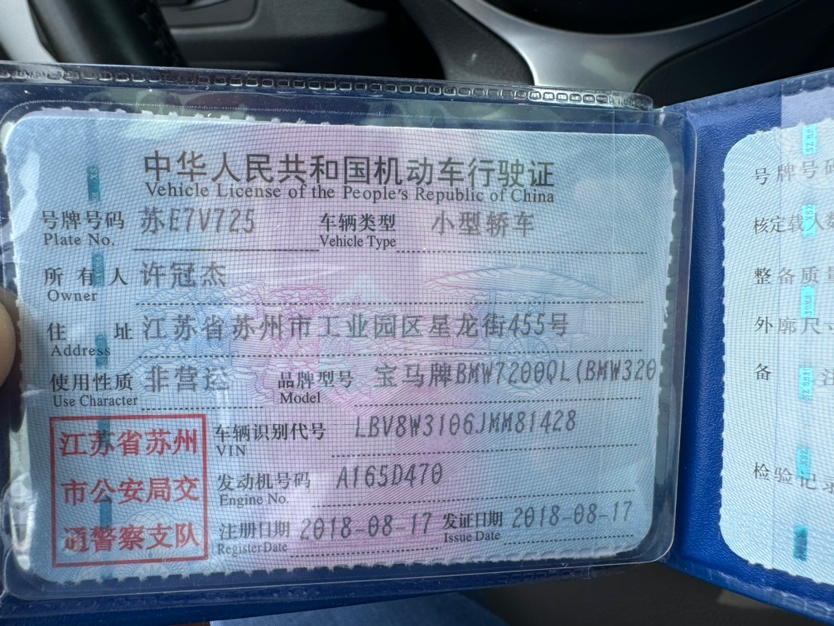 中华人民共和国机动车行驶证
Vehicle License of the People's Republic of China
号牌号码 苏E7V725 车辆类型 小型轿车
Plate No. Vehicle Type
所有人 许冠杰
Owner
住址 江苏省苏州市工业园区星龙街455号
Address
使用性质 非营运 品牌型号 宝马牌BMW7200QL(BMW320
Use Character Model
江苏省苏州
市公安局交
通警察支队
车辆识别代号 LBV8W3106JMM81428
VIN
发动机号码 A165D470
Engine No.
注册日期 2018-08-17 发证日期 2018-08-17
Register Date Issue Date
号牌号码
核定载人数
整备质
外廓尺
备 注
检验记录